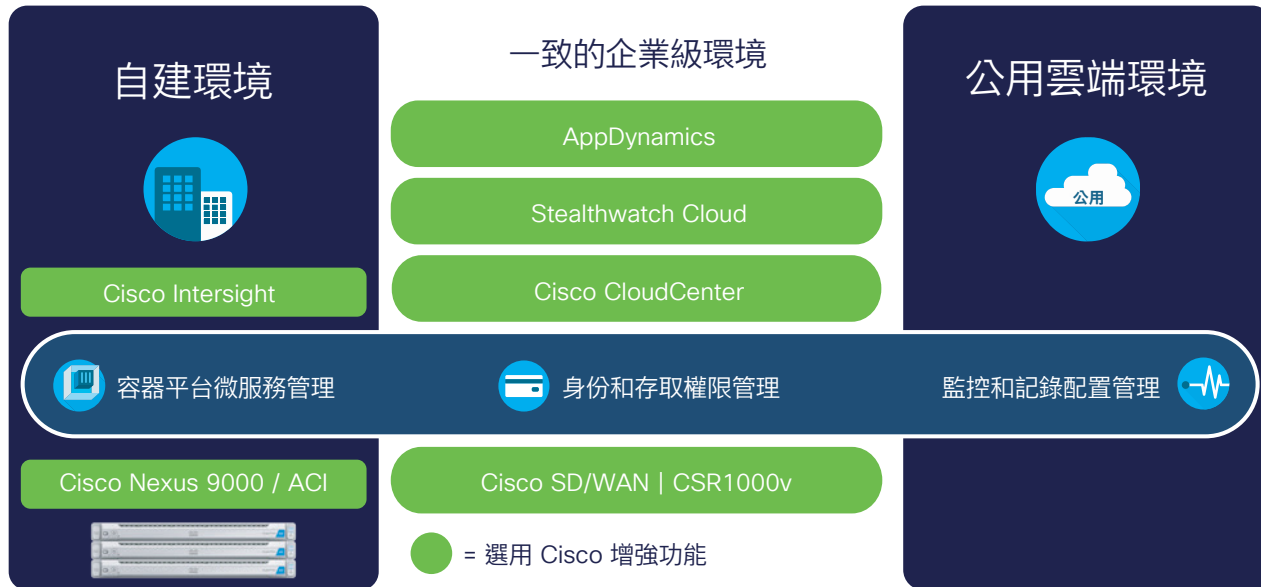 自建環境
Cisco Intersight
一致的企業級環境
AppDynamics
Stealthwatch Cloud
Cisco CloudCenter
公用雲端環境
公用
容器平台微服務管理
身份和存取權限管理
監控和記錄配置管理
Cisco Nexus 9000 / ACI
Cisco SD/WAN | CSR1000v
= 選用 Cisco 增強功能